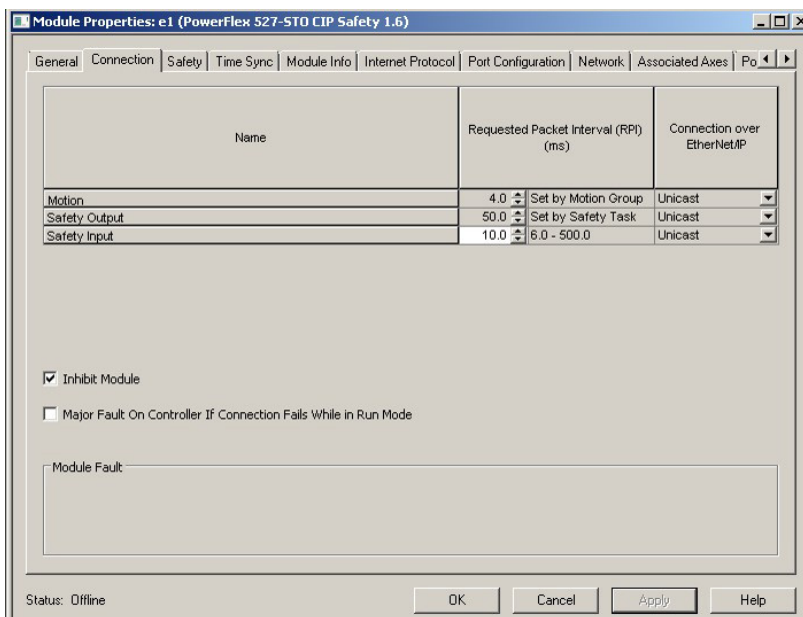 Module Properties: e1 (PowerFlex 527-STO CIP Safety 1.6)
General Connection Safety Time Sync Module Info Internet Protocol Port Configuration Network Associated Axes Po
Name
Requested Packet Interval (RPI)
(ms)
Connection over
EtherNet/IP
Motion 4.0 Set by Motion Group Unicast
Safety Output 50.0 Set by Safety Task Unicast
Safety Input 10.0 6.0 - 500.0 Unicast
Inhibit Module
Major Fault On Controller If Connection Fails While in Run Mode
Module Fault
Status: Offline OK Cancel Apply Help